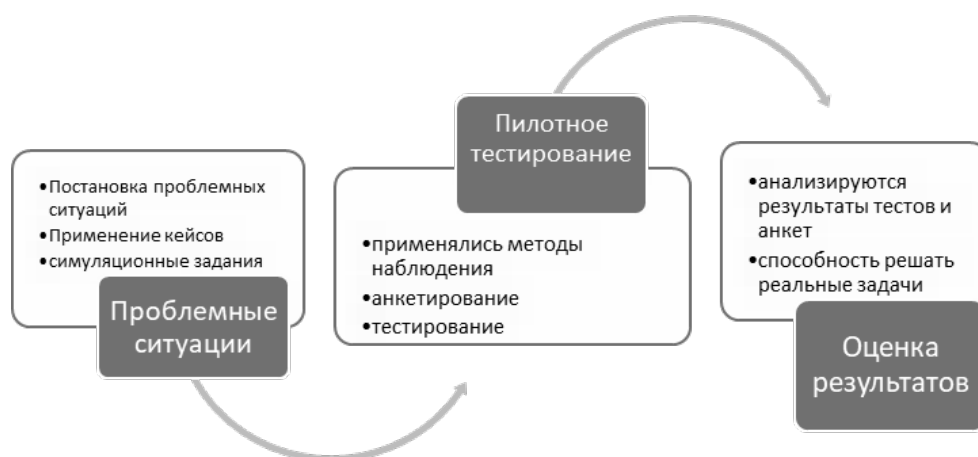 •Постановка проблемных
ситуаций
•Применение кейсов
•симуляционные задания
Проблемные
ситуации
Пилотное
тестирование
•применялись методы
наблюдения
•анкетирование
•тестирование
•анализируются
результаты тестов и
анкет
•способность решать
реальные задачи
Оценка
результатов